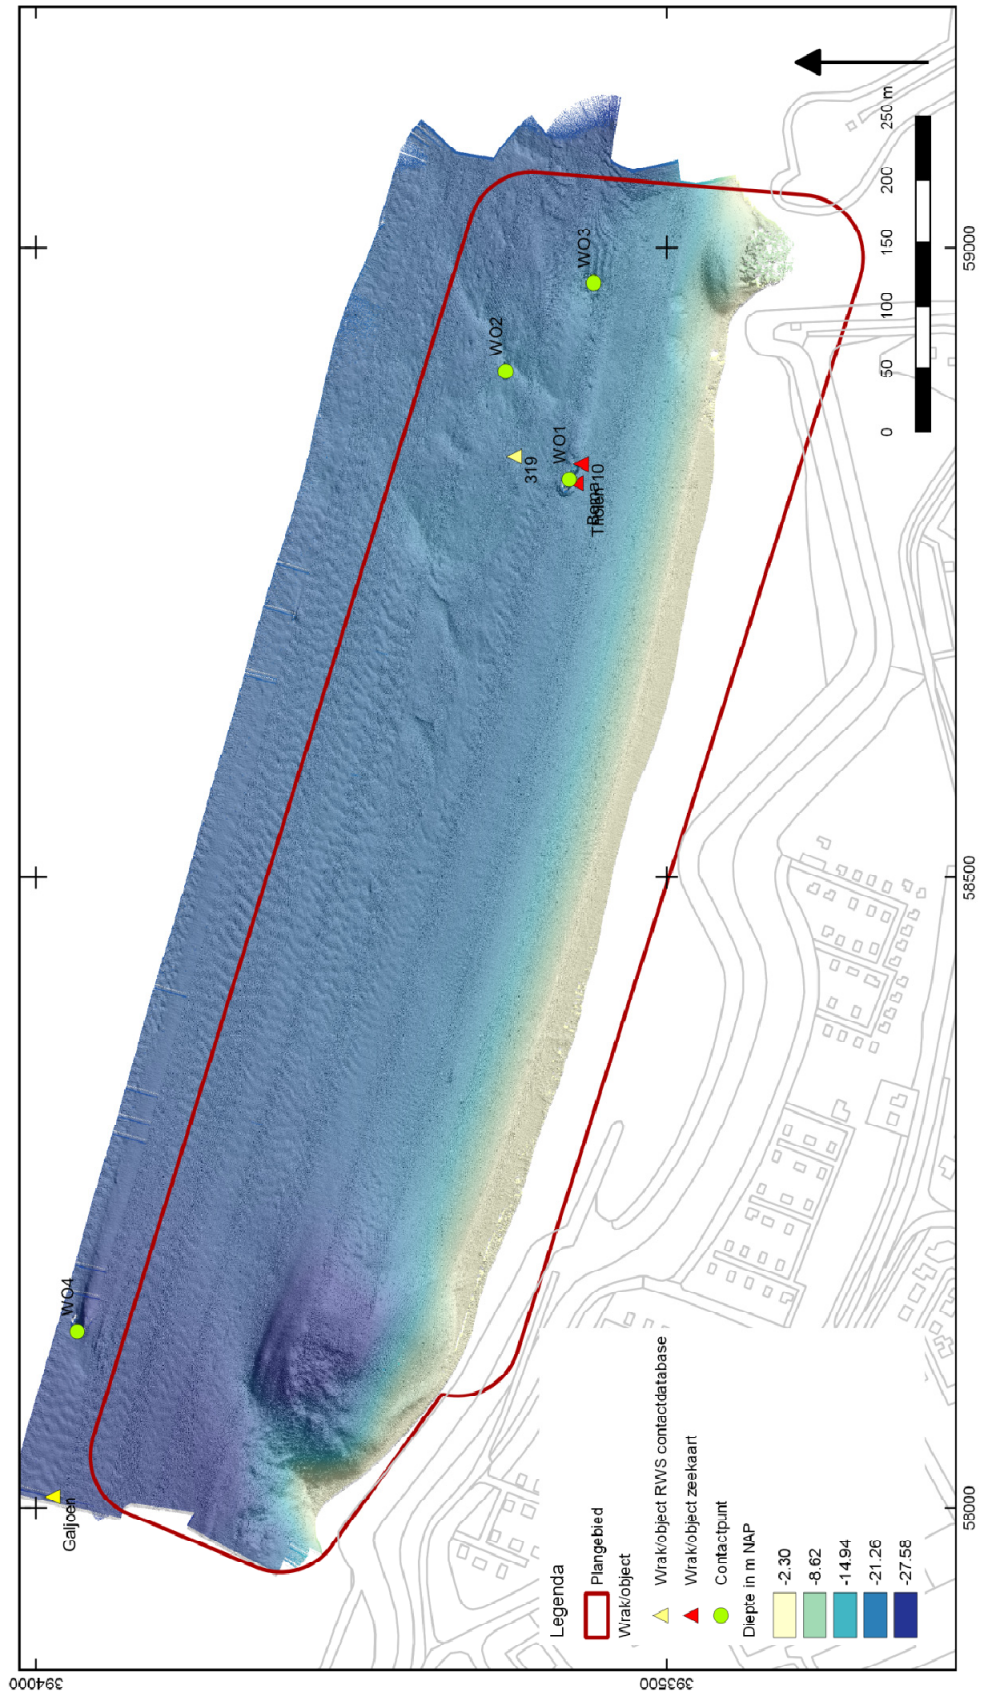 Galjoen
WO4
319
WO1
WO2
WO3
Tholen 10
250 m
200
150
100
50
0
59000
58500
58000
394000
393500
Legenda
Plangebied
Wrak/object
Wrak/object RWS contactdatabase
Wrak/object zeekaart
Contactpunt
Diepte in m NAP
-2.30
-8.62
-14.94
-21.26
-27.58